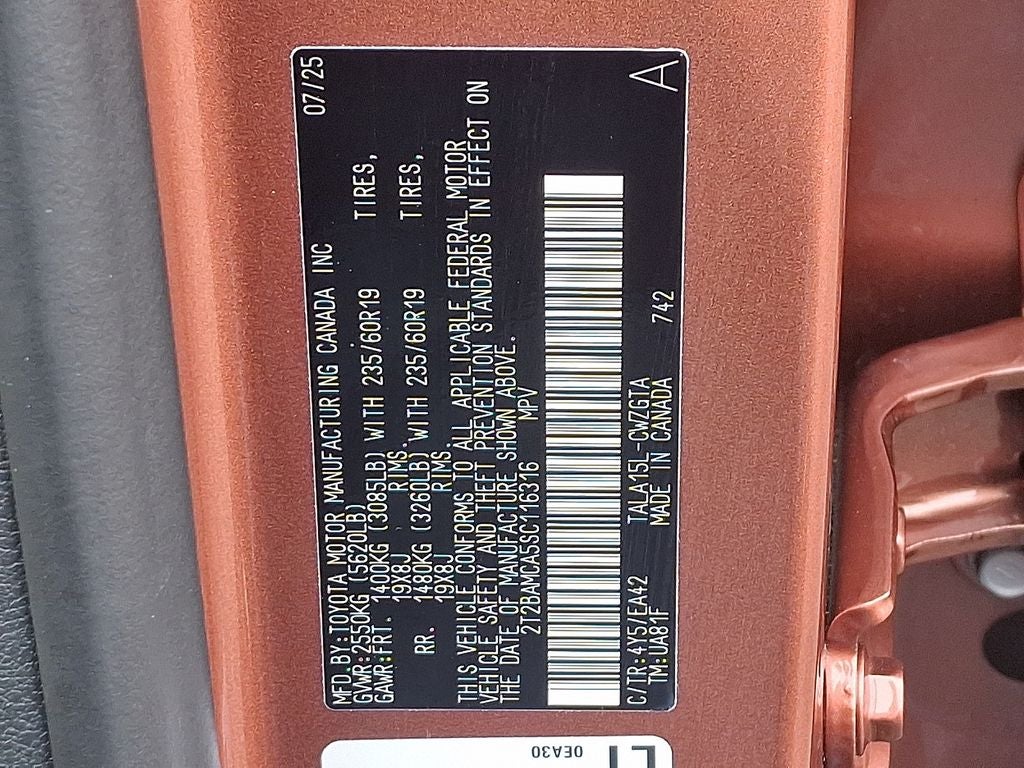 MFD.BY:TOYOTA MOTOR MANUFACTURING CANADA INC 07/25
GVWR:2550KG (5620LB)
GAWR:FRT. 1400KG (3085LB) WITH 235/60R19 TIRES,
19X8J RIMS.
RR. 1480KG (3260LB) WITH 235/60R19 TIRES,
19X8J RIMS
THIS VEHICLE CONFORMS TO ALL APPLICABLE FEDERAL MOTOR
VEHICLE SAFETY AND THEFT PREVENTION STANDARDS IN EFFECT ON
THE DATE OF MANUFACTURE SHOWN ABOVE.
2T2BAMCA5SC116316 MPV
C/TR:4Y5/EA42 TALA15L-CWZGTA 742 A
TM:UA81F MADE IN CANADA
0EA30